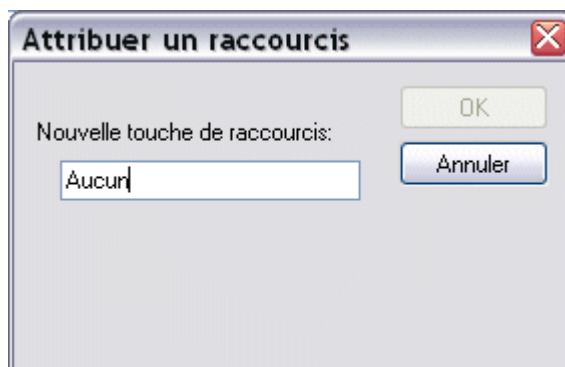 Attribuer un raccourcis
OK
Nouvelle touche de raccourcis:
Annuler
Aucun